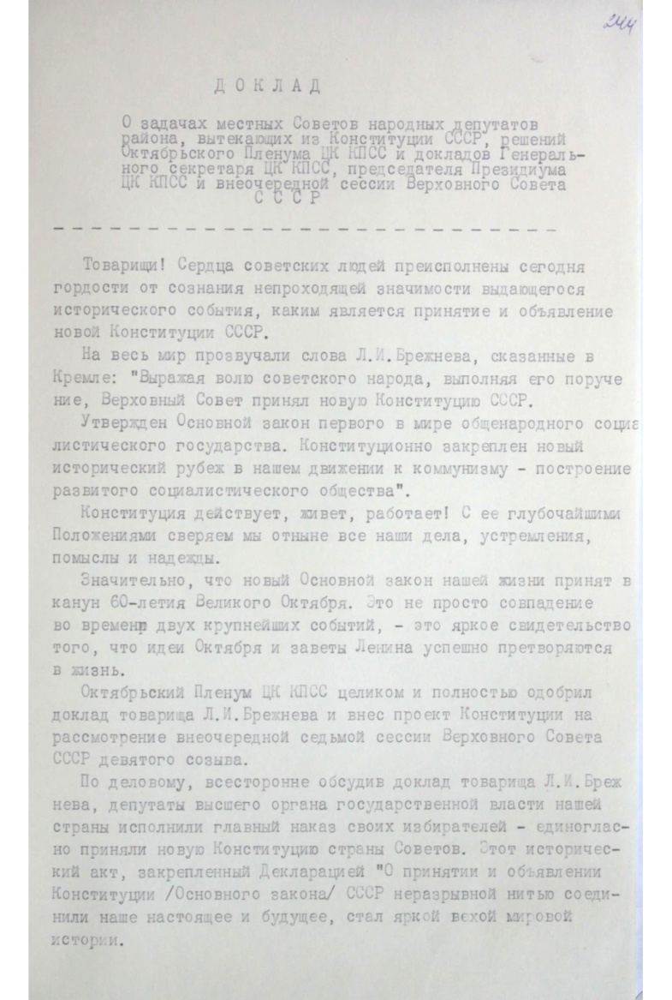 244
ДОКЛАД
О задачах местных Советов народных депутатов
района, вытекающих из Конституции СССР, решений
Октябрьского Пленума ЦК КПСС и докладов Генераль-
ного секретаря ЦК КПСС, председателя Президиума
ЦК КПСС и внеочередной сессии Верховного Совета
СССР
Товарищи! Сердца советских людей преисполнены сегодня
гордости от сознания непроходящей значимости выдающегося
исторического события, каким является принятие и объявление
новой Конституции СССР.
На весь мир прозвучали слова Л.И.Брежнева, сказанные в
Кремле: "Выражая волю советского народа, выполняя его поруче
ние, Верховный Совет принял новую Конституцию СССР.
Утвержден Основной закон первого в мире общенародного социа
листического государства. Конституционно закреплен новый
исторический рубеж в нашем движении к коммунизму – построение
развитого социалистического общества".
Конституция действует, живет, работает! С ее глубочайшими
Положениями сверяем мы отныне все наши дела, устремления,
помыслы и надежды.
Значительно, что новый Основной закон нашей жизни принят в
канун 60-летия Великого Октября. Это не просто совпадение
во времени двух крупнейших событий, – это яркое свидетельство
того, что идеи Октября и заветы Ленина успешно претворяются
в жизнь.
Октябрьский Пленум ЦК КПСС целиком и полностью одобрил
доклад товарища Л.И.Брежнева и внес проект Конституции на
рассмотрение внеочередной седьмой сессии Верховного Совета
СССР девятого созыва.
По деловому, всесторонне обсудив доклад товарища Л.И.Бреж
нева, депутаты высшего органа государственной власти нашей
страны исполнили главный наказ своих избирателей – единоглас-
но приняли новую Конституцию страны Советов. Этот историчес-
кий акт, закрепленный Декларацией "О принятии и объявлении
Конституции /Основного закона/ СССР неразрывной нитью соеди-
нили наше настоящее и будущее, стал яркой вехой мировой
истории.